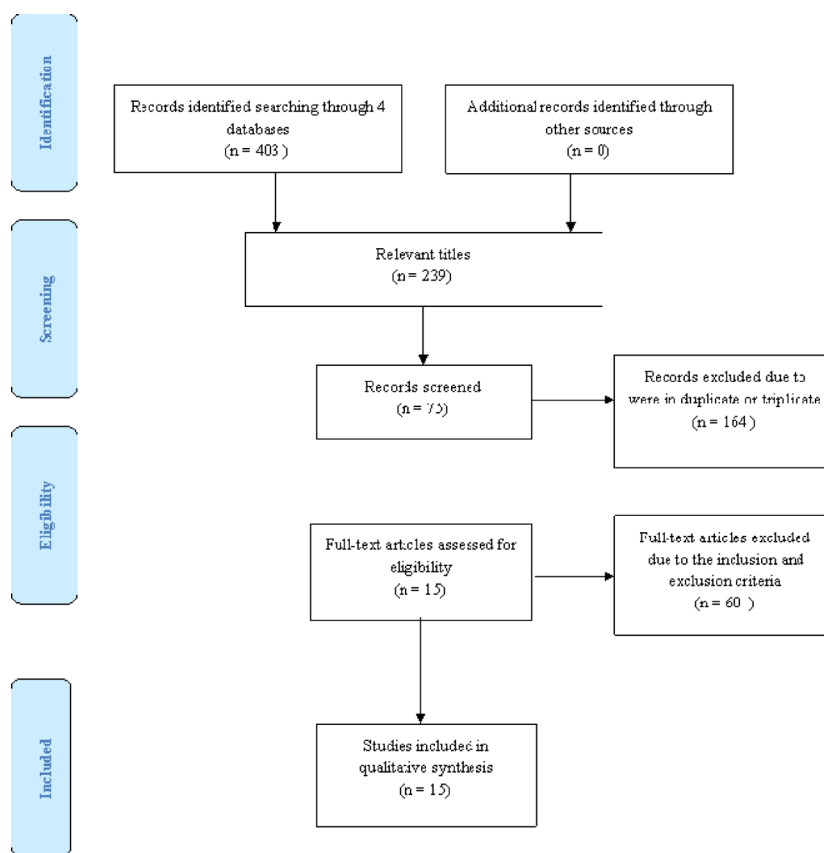 Identification
Records identified searching through 4
databases
(n = 403 )
Additional records identified through
other sources
(n = 0)
Screening
Relevant titles
(n = 239)
Records screened
(n = 75)
Records excluded due to
were in duplicate or triplicate
(n = 164 )
Eligibility
Full-text articles assessed for
eligibility
(n = 15)
Full-text articles excluded
due to the inclusion and
exclusion criteria
(n = 60 )
Included
Studies included in
qualitative synthesis
(n = 15)